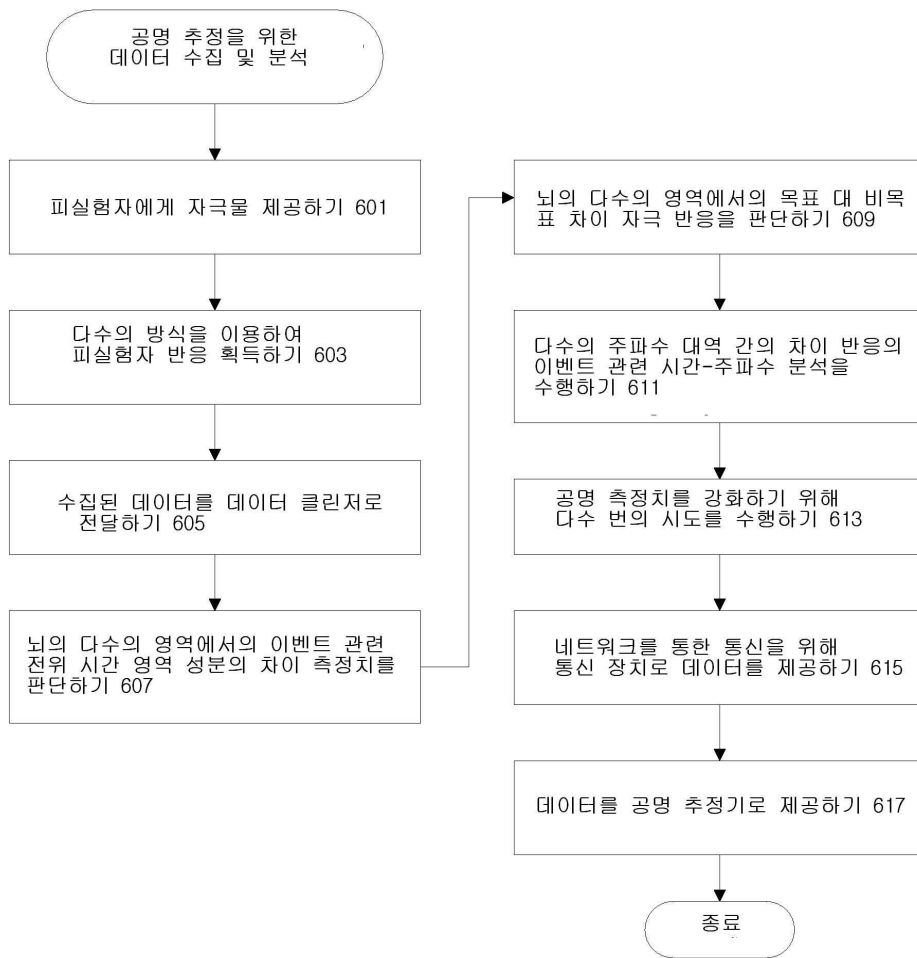 공명 추정을 위한
데이터 수집 및 분석
피실험자에게 자극물 제공하기 601
다수의 방식을 이용하여
피실험자 반응 획득하기 603
수집된 데이터를 데이터 클린저로
전달하기 605
뇌의 다수의 영역에서의 이벤트 관련
전위 시간 영역 성분의 차이 측정치를
판단하기 607
뇌의 다수의 영역에서의 목표 대 비목
표 차이 자극 반응을 판단하기 609
다수의 주파수 대역 간의 차이 반응의
이벤트 관련 시간-주파수 분석을
수행하기 611
공명 측정치를 강화하기 위해
다수 번의 시도를 수행하기 613
네트워크를 통한 통신을 위해
통신 장치로 데이터를 제공하기 615
데이터를 공명 추정기로 제공하기 617
종료